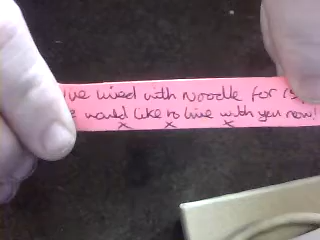 I've lived with Noodle for 15
would like to live with you now!
x x x